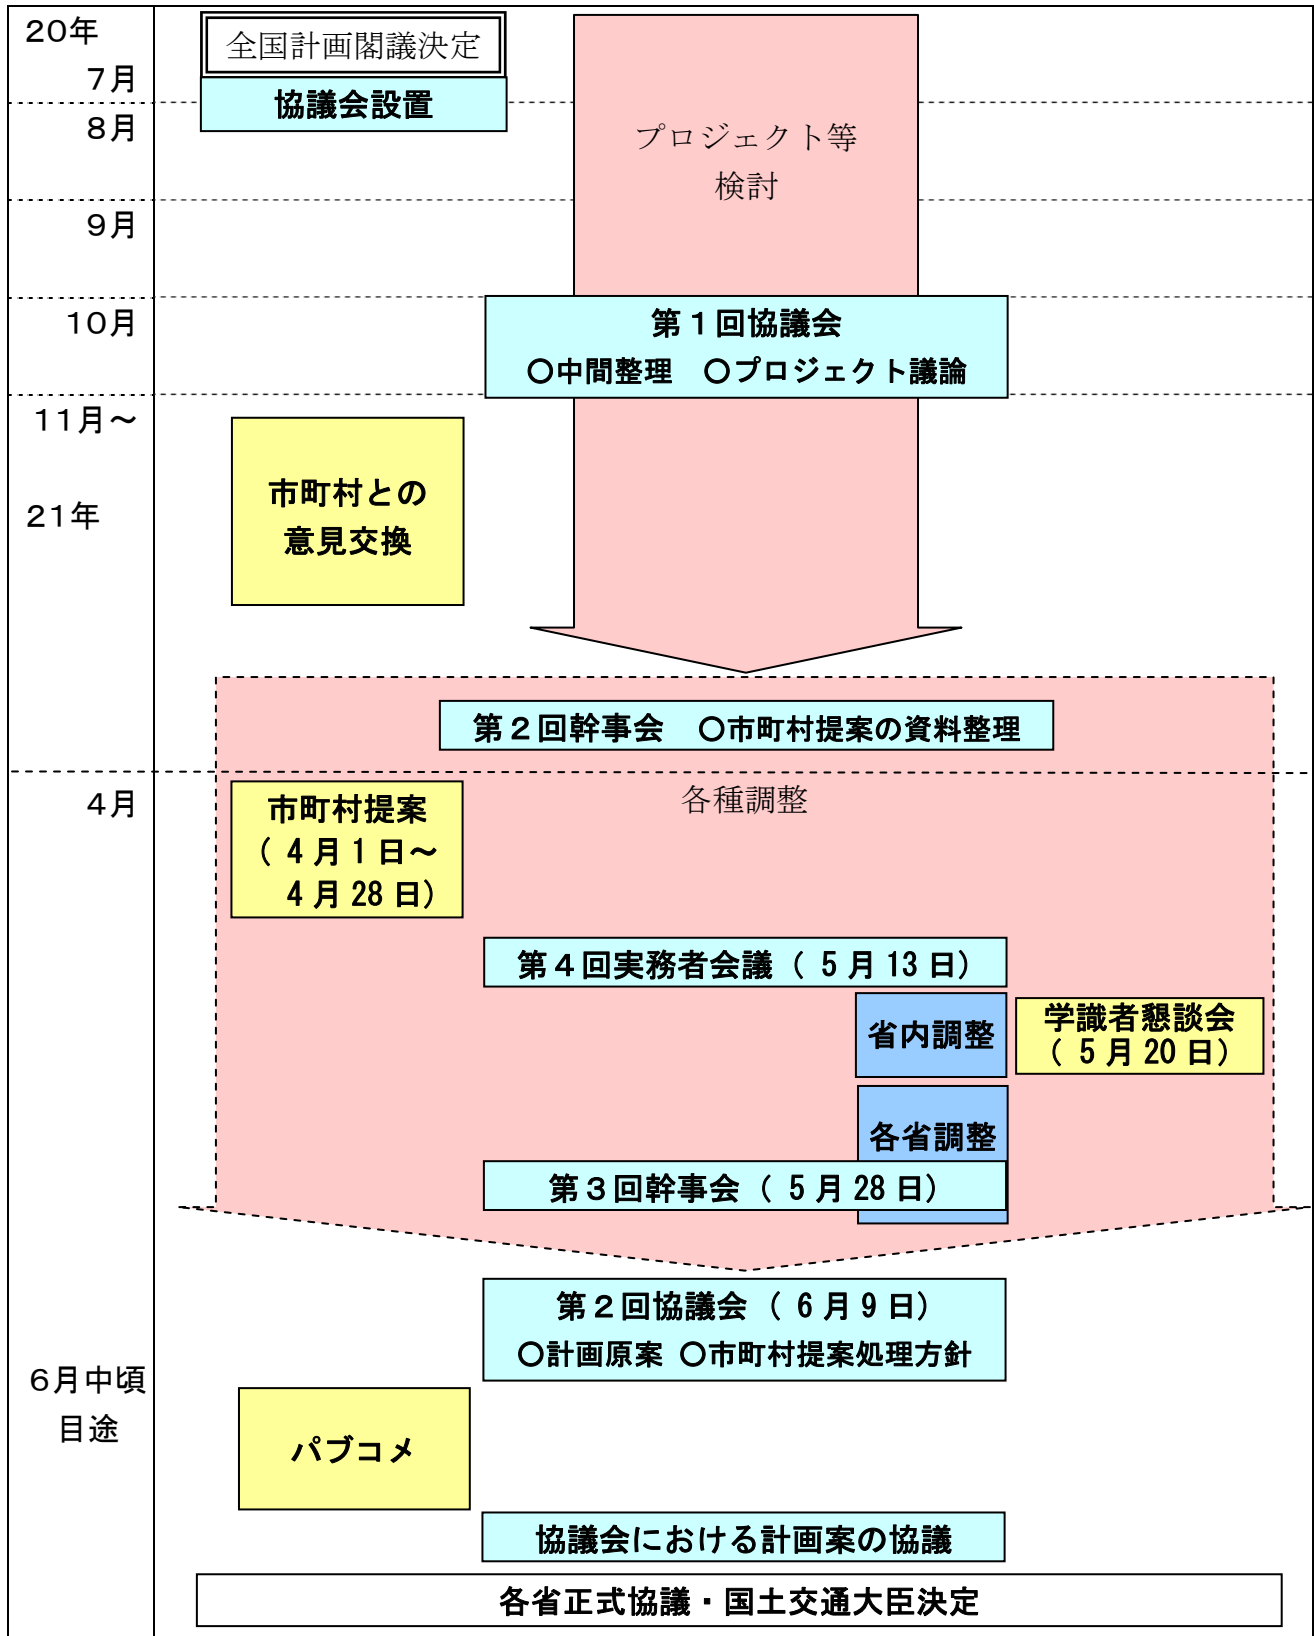 20年
全国計画閣議決定
7月
協議会設置
8月
プロジェクト等
検討
9月
10月
第1回協議会
○中間整理　○プロジェクト議論
11月～
市町村との
意見交換
21年
第2回幹事会　○市町村提案の資料整理
4月
各種調整
市町村提案
(4月1日～
4月28日)
第4回実務者会議(5月13日)
省内調整
学識者懇談会
(5月20日)
各省調整
第3回幹事会(5月28日)
第2回協議会(6月9日)
○計画原案 ○市町村提案処理方針
6月中頃
目途
パブコメ
協議会における計画案の協議
各省正式協議・国土交通大臣決定